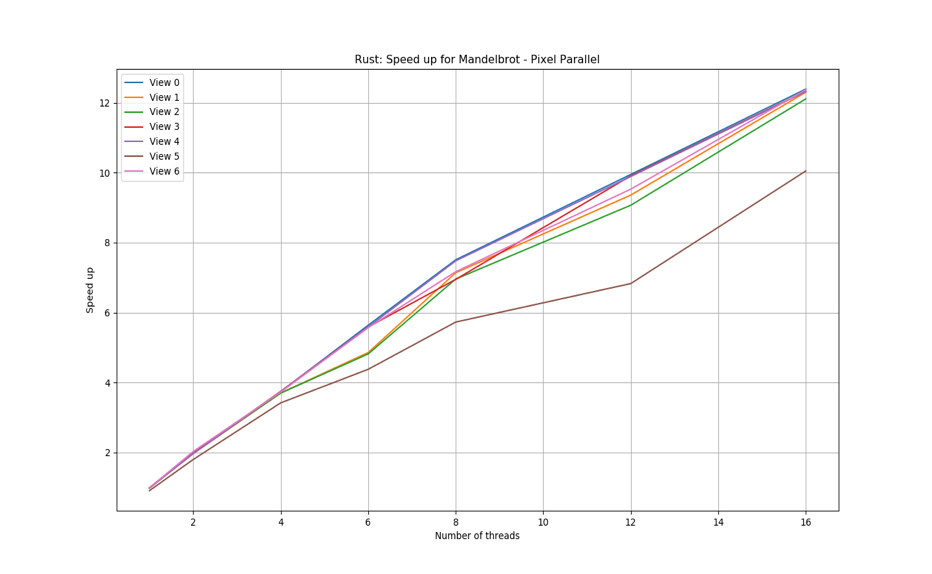 Rust: Speed up for Mandelbrot - Pixel Parallel
View 0
View 1
View 2
View 3
View 4
View 5
View 6
12
10
8
6
4
2
Speed up
2 4 6 8 10 12 14 16
Number of threads